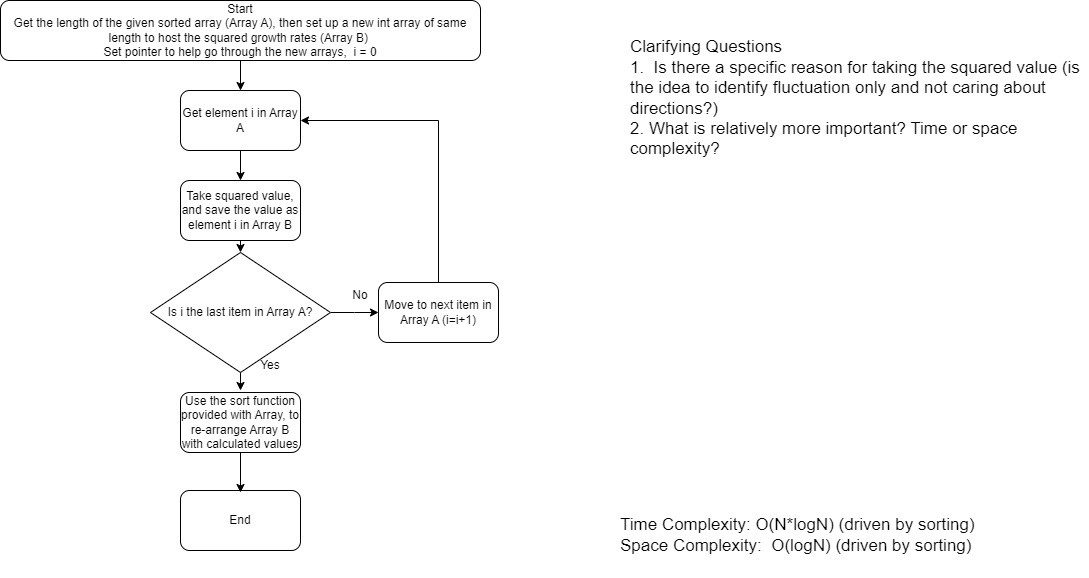 Start
Get the length of the given sorted array (Array A), then set up a new int array of same
length to host the squared growth rates (Array B)
Set pointer to help go through the new arrays, i = 0
Get element i in Array
A
Take squared value,
and save the value as
element i in Array B
Is i the last item in Array A?
No
Move to next item in
Array A (i=i+1)
Yes
Use the sort function
provided with Array, to
re-arrange Array B
with calculated values
End
Clarifying Questions
1. Is there a specific reason for taking the squared value (is
the idea to identify fluctuation only and not caring about
directions?)
2. What is relatively more important? Time or space
complexity?
Time Complexity: O(N*logN) (driven by sorting)
Space Complexity: O(logN) (driven by sorting)